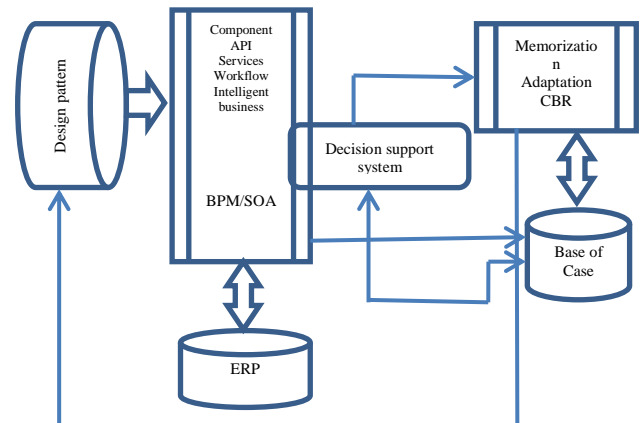 Design pattern
Component
API
Services
Workflow
Intelligent
business
BPM/SOA
Decision support
system
Memorizatio
n
Adaptation
CBR
Base of
Case
ERP